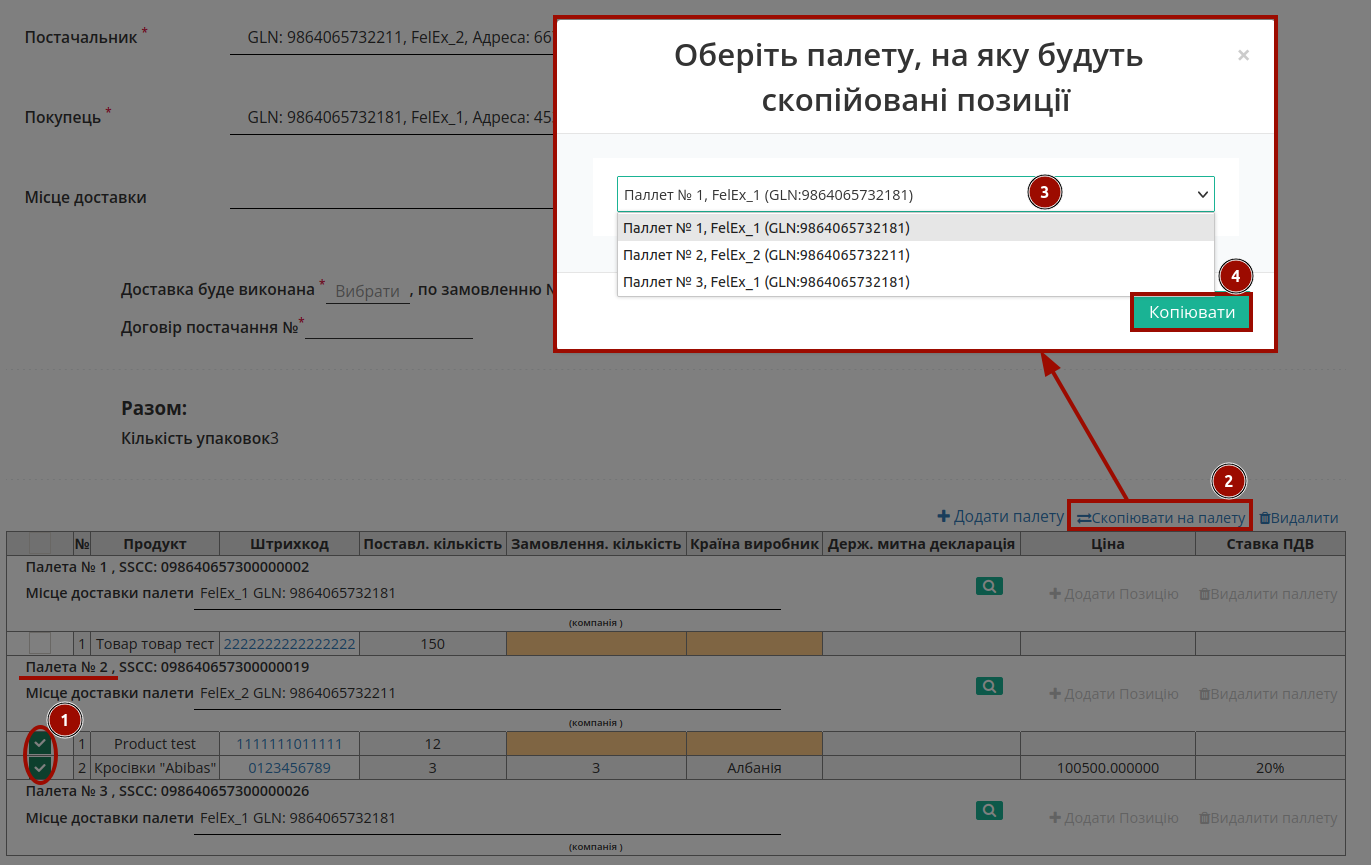 Постачальник *
GLN: 9864065732211, FelEx_2, Адреса: 66
Покупець *
GLN: 9864065732181, FelEx_1, Адреса: 45
Місце доставки
Оберіть палету, на яку будуть
скопійовані позиції
×
Паллет № 1, FelEx_1 (GLN:9864065732181)
3
Паллет № 1, FelEx_1 (GLN:9864065732181)
Паллет № 2, FelEx_2 (GLN:9864065732211)
Паллет № 3, FelEx_1 (GLN:9864065732181)
4
Копіювати
Доставка буде виконана * Вибрати , по замовленню №
Договір постачання №*
Разом:
Кількість упаковок3
2
Додати палету Скопіювати на палету Видалити
№ Продукт Штрихкод Поставл. кількість Замовлення. кількість Країна виробник Держ. митна декларація Ціна Ставка ПДВ
Палета № 1 , SSCC: 098640657300000002
Місце доставки палети FelEx_1 GLN: 9864065732181 Додати Позицію Видалити паллету
(компанія )
1 Товар товар тест 2222222222222222 150
Палета № 2 , SSCC: 098640657300000019
Місце доставки палети FelEx_2 GLN: 9864065732211 Додати Позицію Видалити паллету
(компанія )
1
1 Product test 1111111011111 12
2 Кросівки "Abibas" 0123456789 3 3 Албанія 100500.000000 20%
Палета № 3 , SSCC: 098640657300000026
Місце доставки палети FelEx_1 GLN: 9864065732181 Додати Позицію Видалити паллету
(компанія )